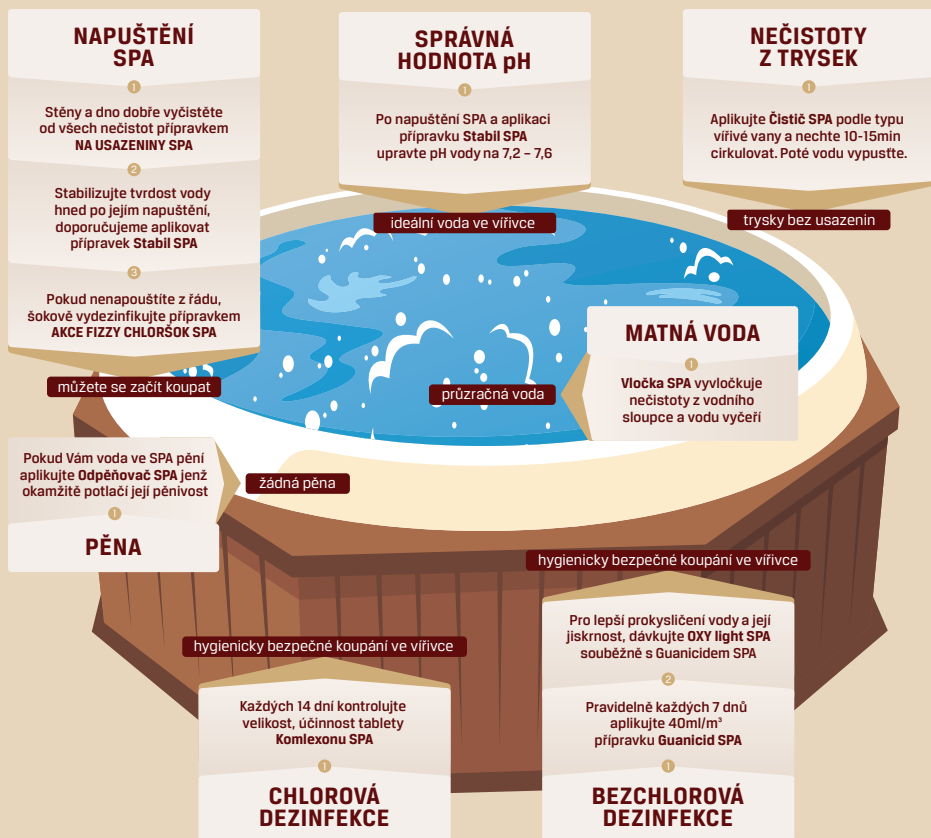 NAPUŠTĚNÍ
SPA
1
Stěny a dno dobře vyčistěte
od všech nečistot přípravkem
NA USAZENINY SPA
2
Stabilizujte tvrdost vody
hned po jejím napuštění,
doporučujeme aplikovat
přípravek Stabil SPA
3
Pokud nenapouštíte z řádu,
šokově vydezinfikujte přípravkem
AKCE FIZZY CHLORŠOK SPA
můžete se začít koupat
SPRÁVNÁ
HODNOTA pH
1
Po napuštění SPA a aplikaci
přípravku Stabil SPA
upravte pH vody na 7,2 – 7,6
ideální voda ve vířivce
NEČISTOTY
Z TRYSEK
1
Aplikujte Čistič SPA podle typu
vířivé vany a nechte 10-15min
cirkulovat. Poté vodu vypusťte.
trysky bez usazenin
MATNÁ VODA
1
Vločka SPA vyvločkuje
nečistoty z vodního
sloupce a vodu vyčeří
průzračná voda
Pokud Vám voda ve SPA pění
aplikujte Odpěňovač SPA jenž
okamžitě potlačí její pěnivost
1
PĚNA
žádná pěna
hygienicky bezpečné koupání ve vířivce
Každých 14 dní kontrolujte
velikost, účinnost tablety
Komlexonu SPA
1
CHLOROVÁ
DEZINFEKCE
hygienicky bezpečné koupání ve vířivce
Pro lepší prokysličení vody a její
jiskrnost, dávkujte OXY light SPA
souběžně s Guanicidem SPA
2
Pravidelně každých 7 dnů
aplikujte 40ml/m³
přípravku Guanicid SPA
1
BEZCHLOROVÁ
DEZINFEKCE